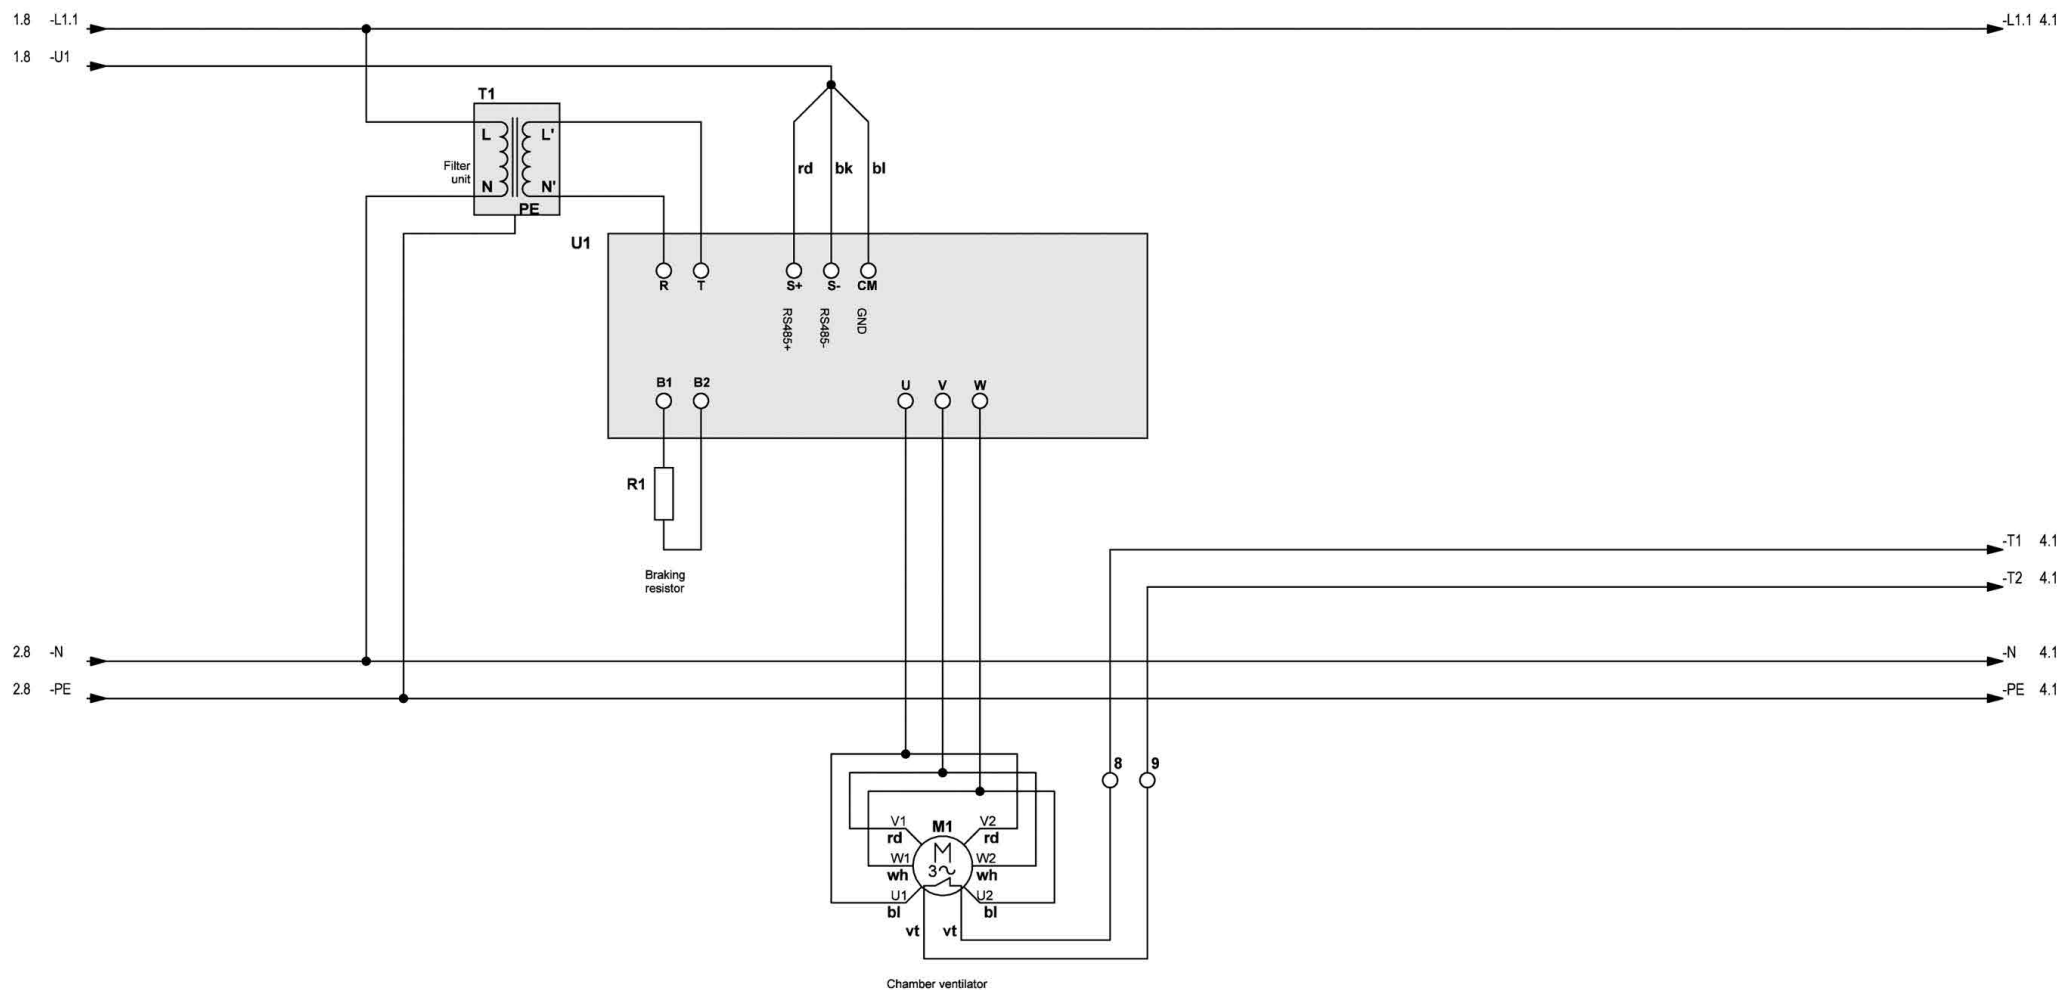 1.8 -L1.1
-L1.1 4.1
1.8 -U1
T1
L L'
Filter
unit
N N'
PE
rd bk bl
U1
R T S+ S- CM
RS485+
RS485-
GND
B1 B2 U V W
R1
Braking
resistor
-T1 4.1
-T2 4.1
2.8 -N
-N 4.1
2.8 -PE
-PE 4.1
8 9
V1 M1 V2
rd rd
M
W1 W2
3~
wh wh
U1 U2
bl bl
vt vt
Chamber ventilator